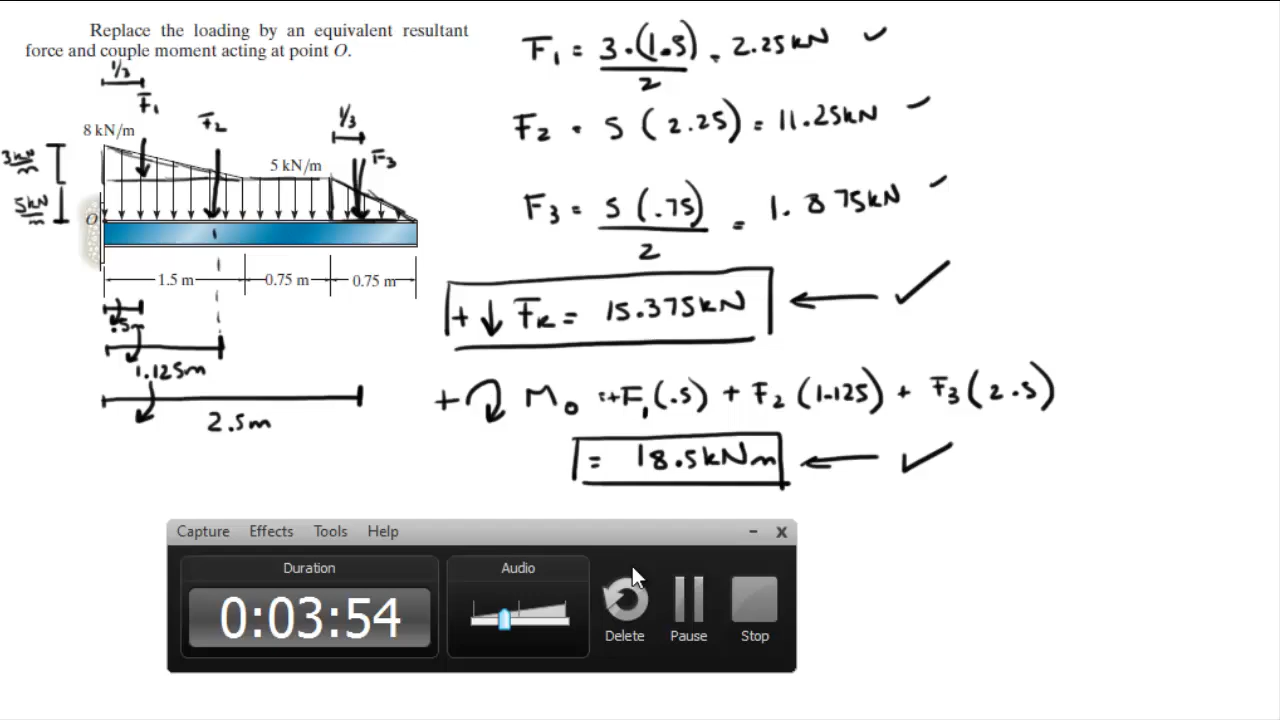 Replace the loading by an equivalent resultant
force and couple moment acting at point O.
1/3
F1
F2
1/3
F3
8 kN/m
5 kN/m
3kN/m
5kN/m
O
1.5 m
0.75 m
0.75 m
.5m
1.125m
2.5m
F1 = 3·(1.5)/2 = 2.25kN ✓
F2 = 5 (2.25) = 11.25kN ✓
F3 = 5(.75)/2 = 1.875kN ✓
+ ↓ FR = 15.375kN ← ✓
+ ↷ Mo = +F1(.5) + F2(1.125) + F3(2.5)
= 18.5kNm ← ✓
Capture Effects Tools Help – x
Duration
Audio
0:03:54
Delete
Pause
Stop